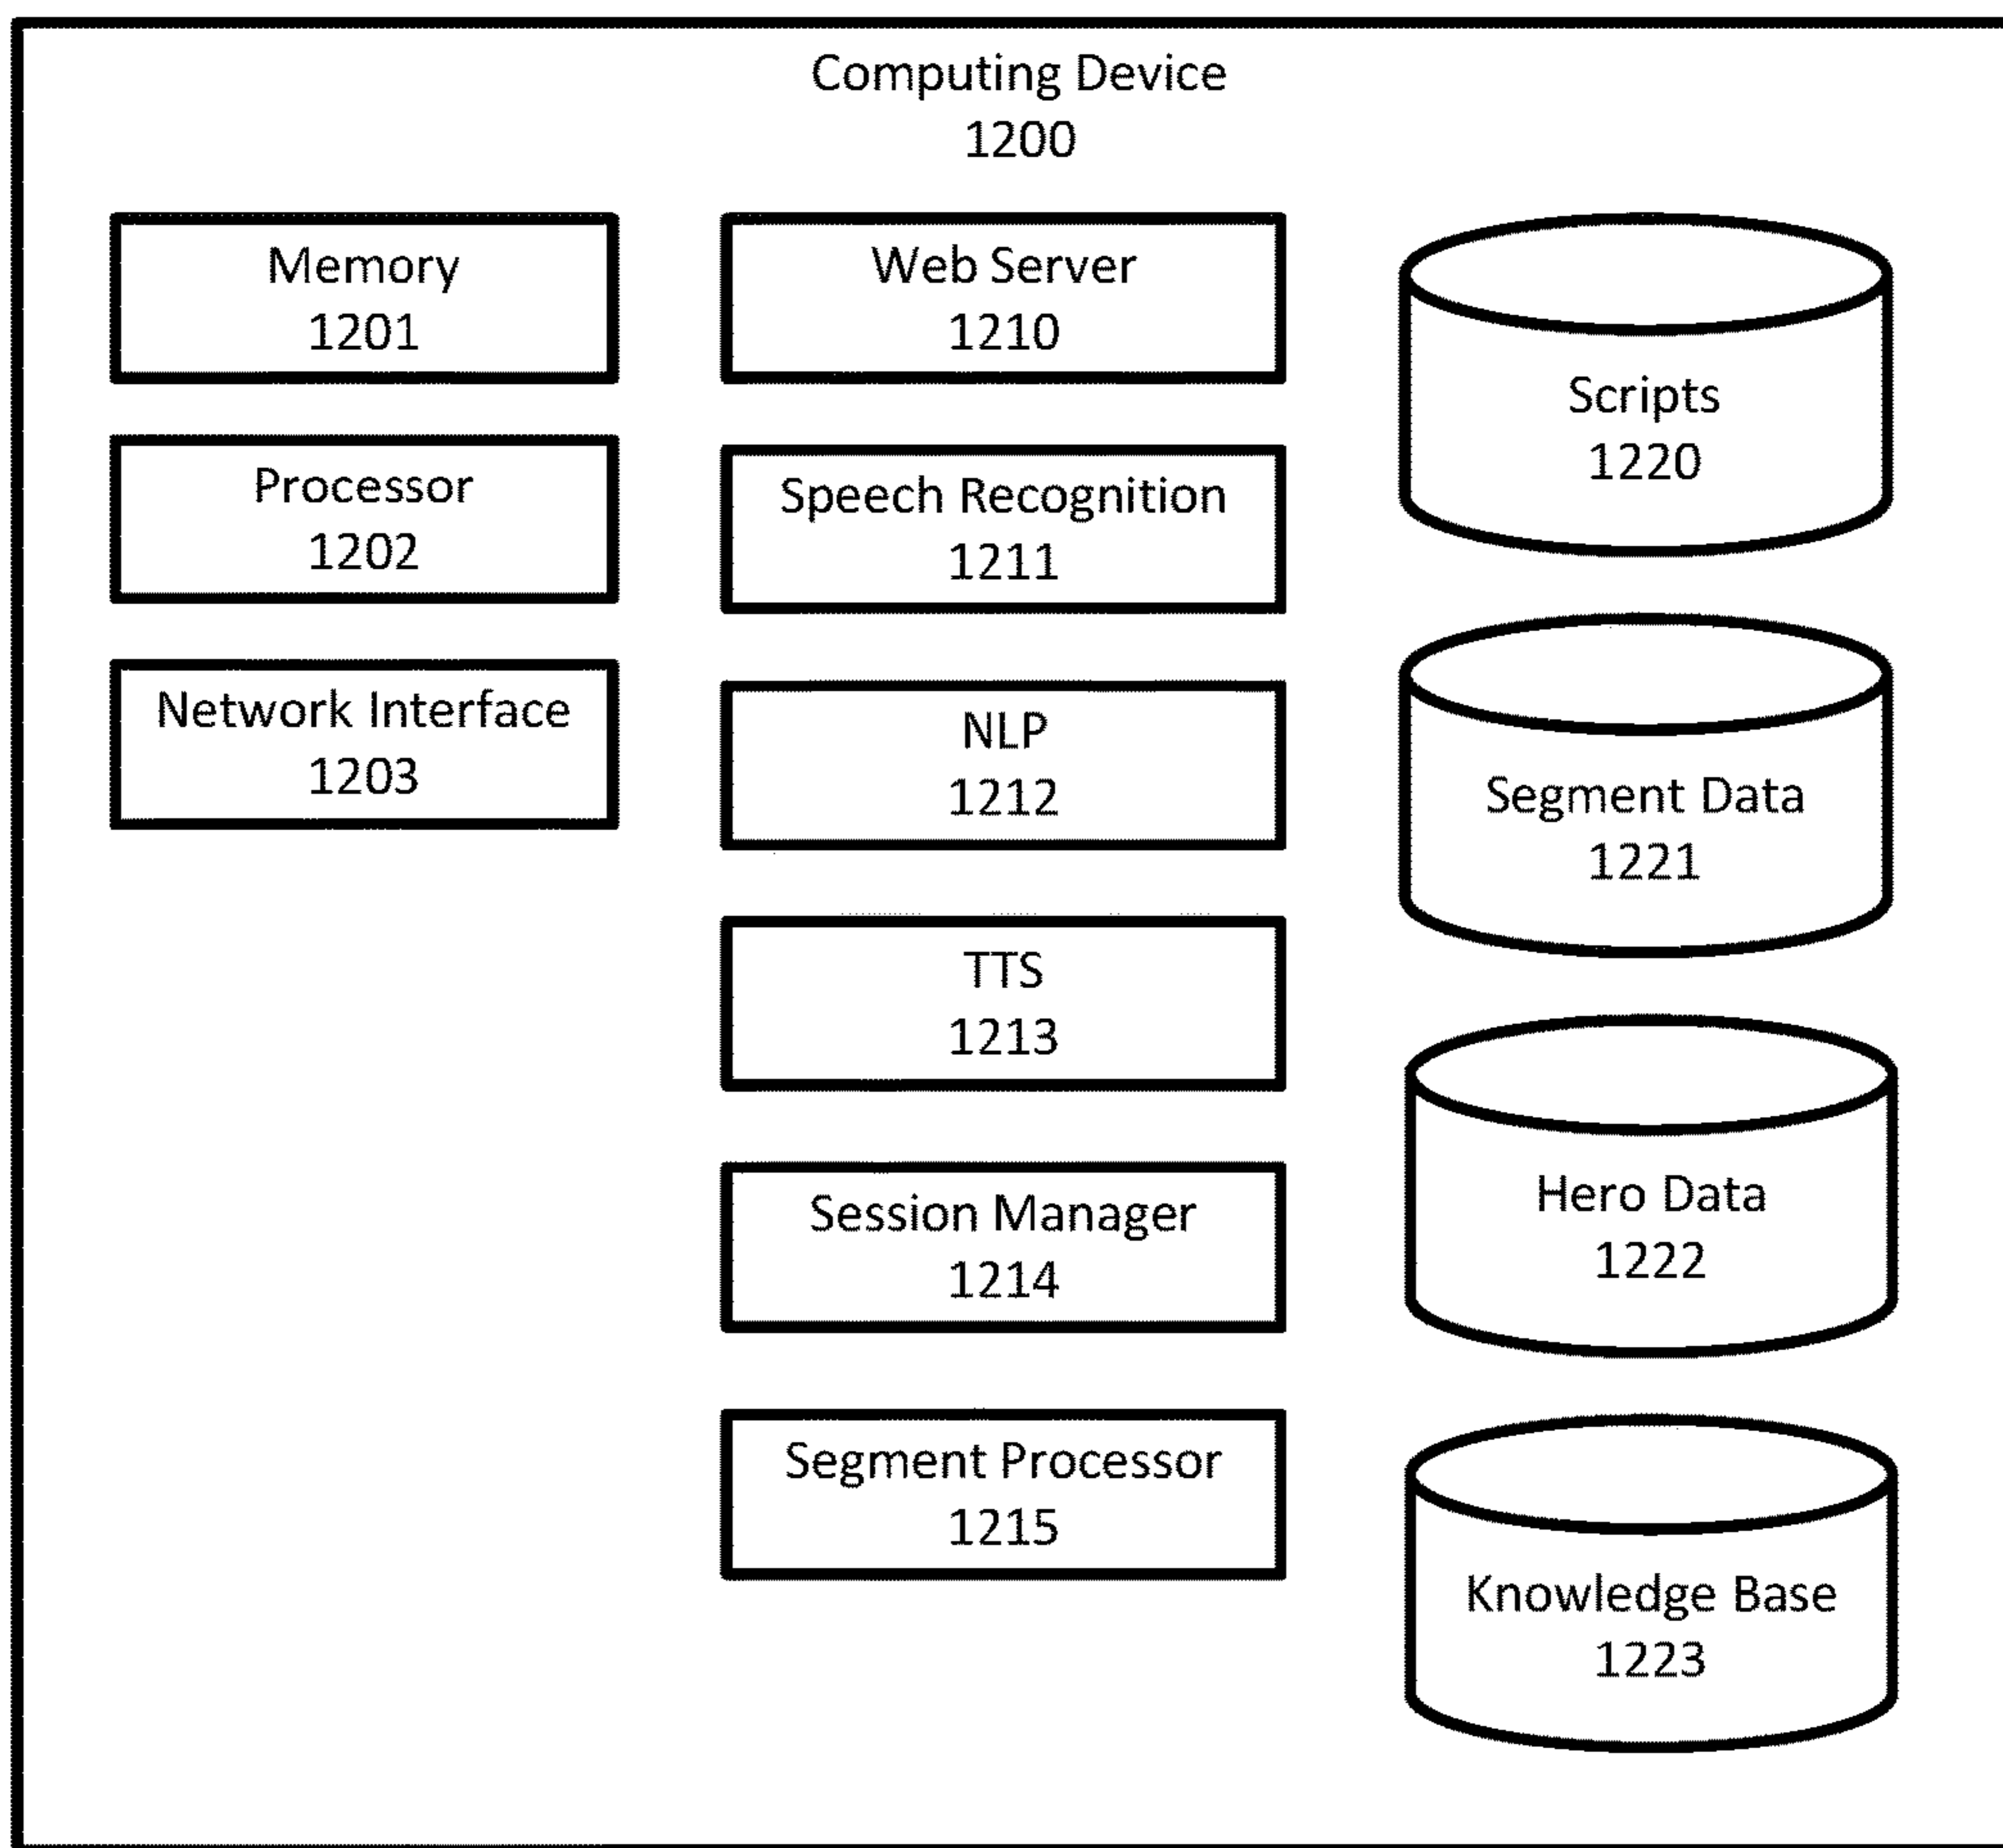 Computing Device
1200
Memory
1201
Processor
1202
Network Interface
1203
Web Server
1210
Speech Recognition
1211
NLP
1212
TTS
1213
Session Manager
1214
Segment Processor
1215
Scripts
1220
Segment Data
1221
Hero Data
1222
Knowledge Base
1223